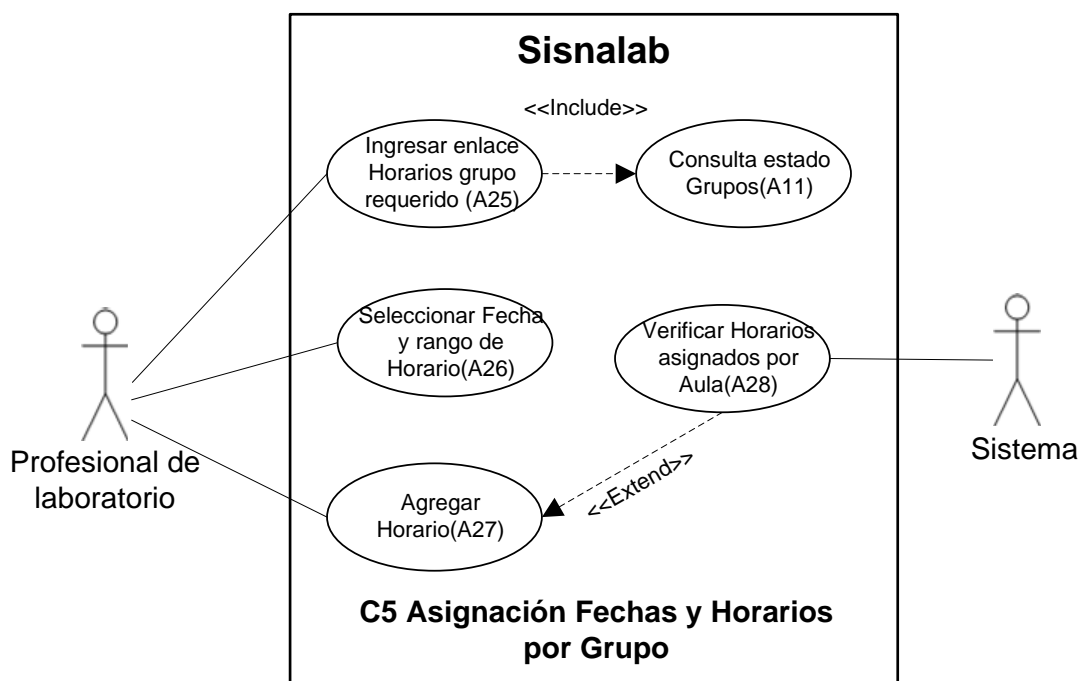 Sisnalab
<<Include>>
Ingresar enlace
Horarios grupo
requerido (A25)
Consulta estado
Grupos(A11)
Seleccionar Fecha
y rango de
Horario(A26)
Verificar Horarios
asignados por
Aula(A28)
Profesional de
laboratorio
Sistema
<<Extend>>
Agregar
Horario(A27)
C5 Asignación Fechas y Horarios
por Grupo